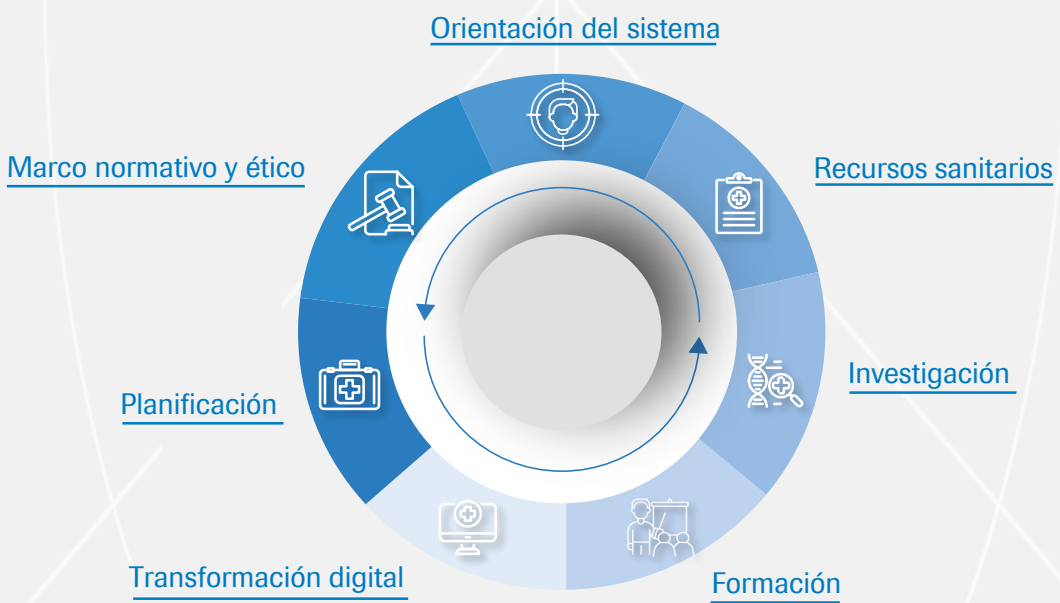 Orientación del sistema
Marco normativo y ético
Recursos sanitarios
Investigación
Planificación
Transformación digital
Formación